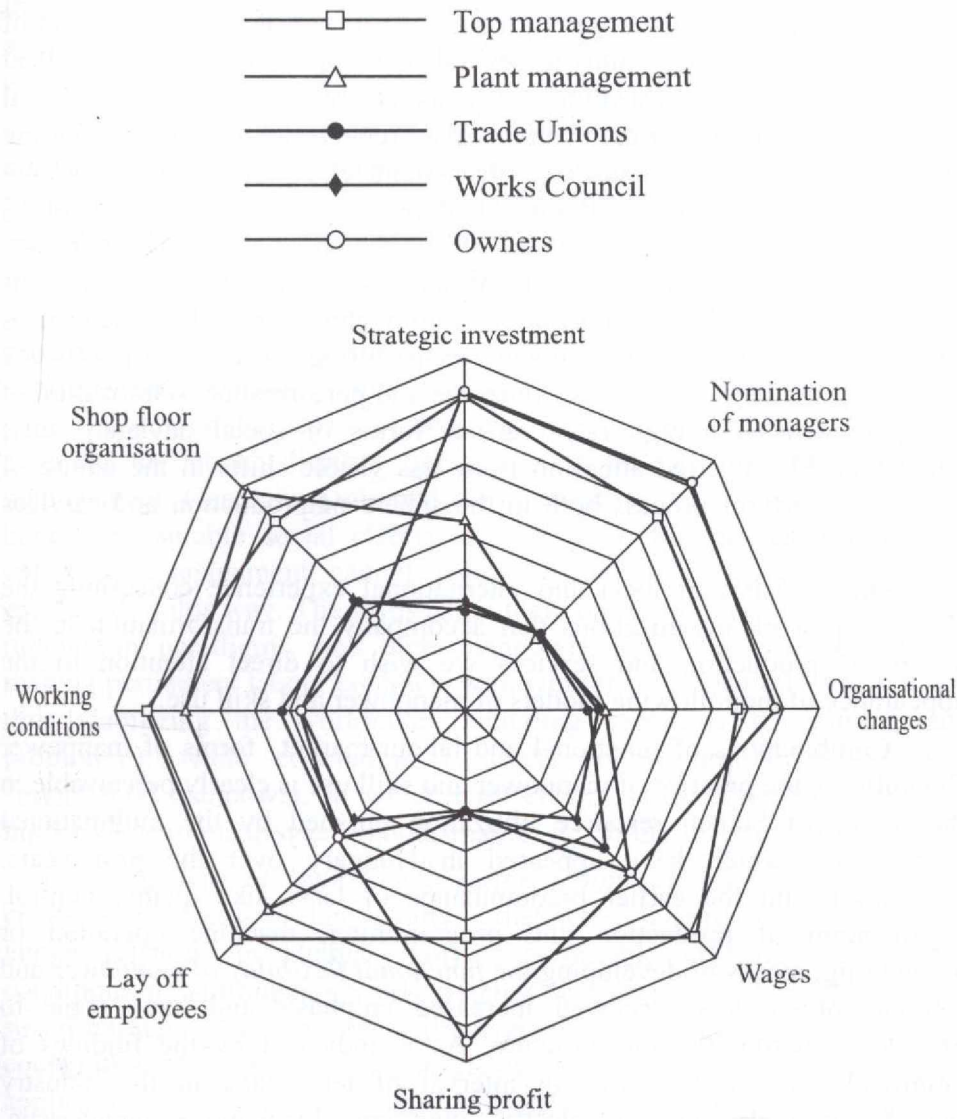 Top management
Plant management
Trade Unions
Works Council
Owners
Strategic investment
Nomination
of managers
Shop floor
organisation
Working
conditions
Organisational
changes
Lay off
employees
Wages
Sharing profit